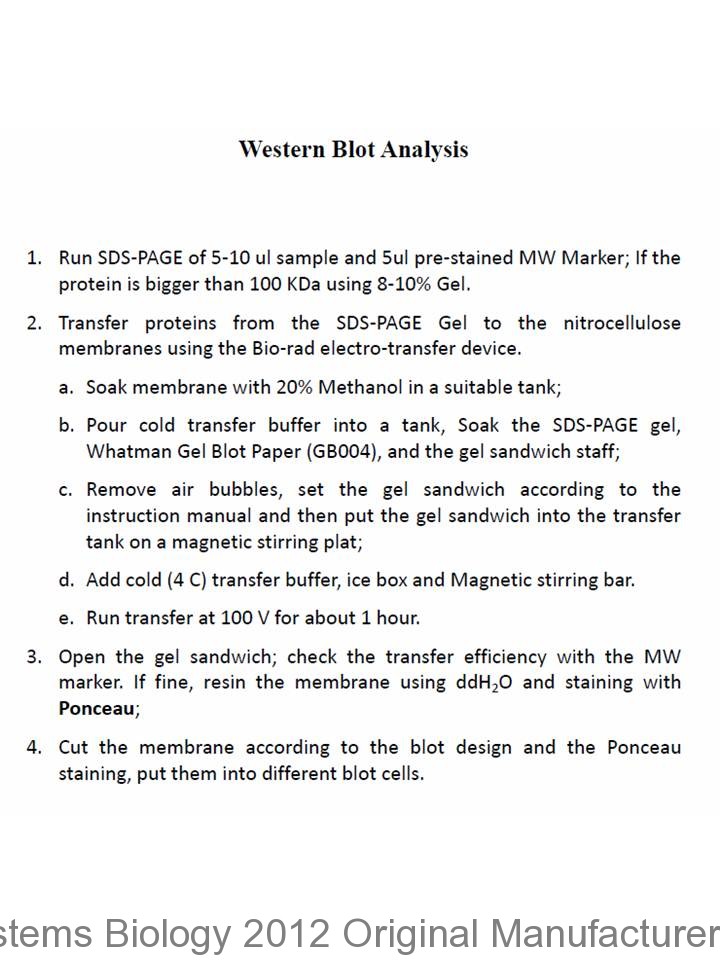 Western Blot Analysis
1. Run SDS-PAGE of 5-10 ul sample and 5ul pre-stained MW Marker; If the
protein is bigger than 100 KDa using 8-10% Gel.
2. Transfer proteins from the SDS-PAGE Gel to the nitrocellulose
membranes using the Bio-rad electro-transfer device.
a. Soak membrane with 20% Methanol in a suitable tank;
b. Pour cold transfer buffer into a tank, Soak the SDS-PAGE gel,
Whatman Gel Blot Paper (GB004), and the gel sandwich staff;
c. Remove air bubbles, set the gel sandwich according to the
instruction manual and then put the gel sandwich into the transfer
tank on a magnetic stirring plat;
d. Add cold (4 C) transfer buffer, ice box and Magnetic stirring bar.
e. Run transfer at 100 V for about 1 hour.
3. Open the gel sandwich; check the transfer efficiency with the MW
marker. If fine, resin the membrane using ddH₂O and staining with
Ponceau;
4. Cut the membrane according to the blot design and the Ponceau
staining, put them into different blot cells.
stems Biology 2012 Original Manufacturer